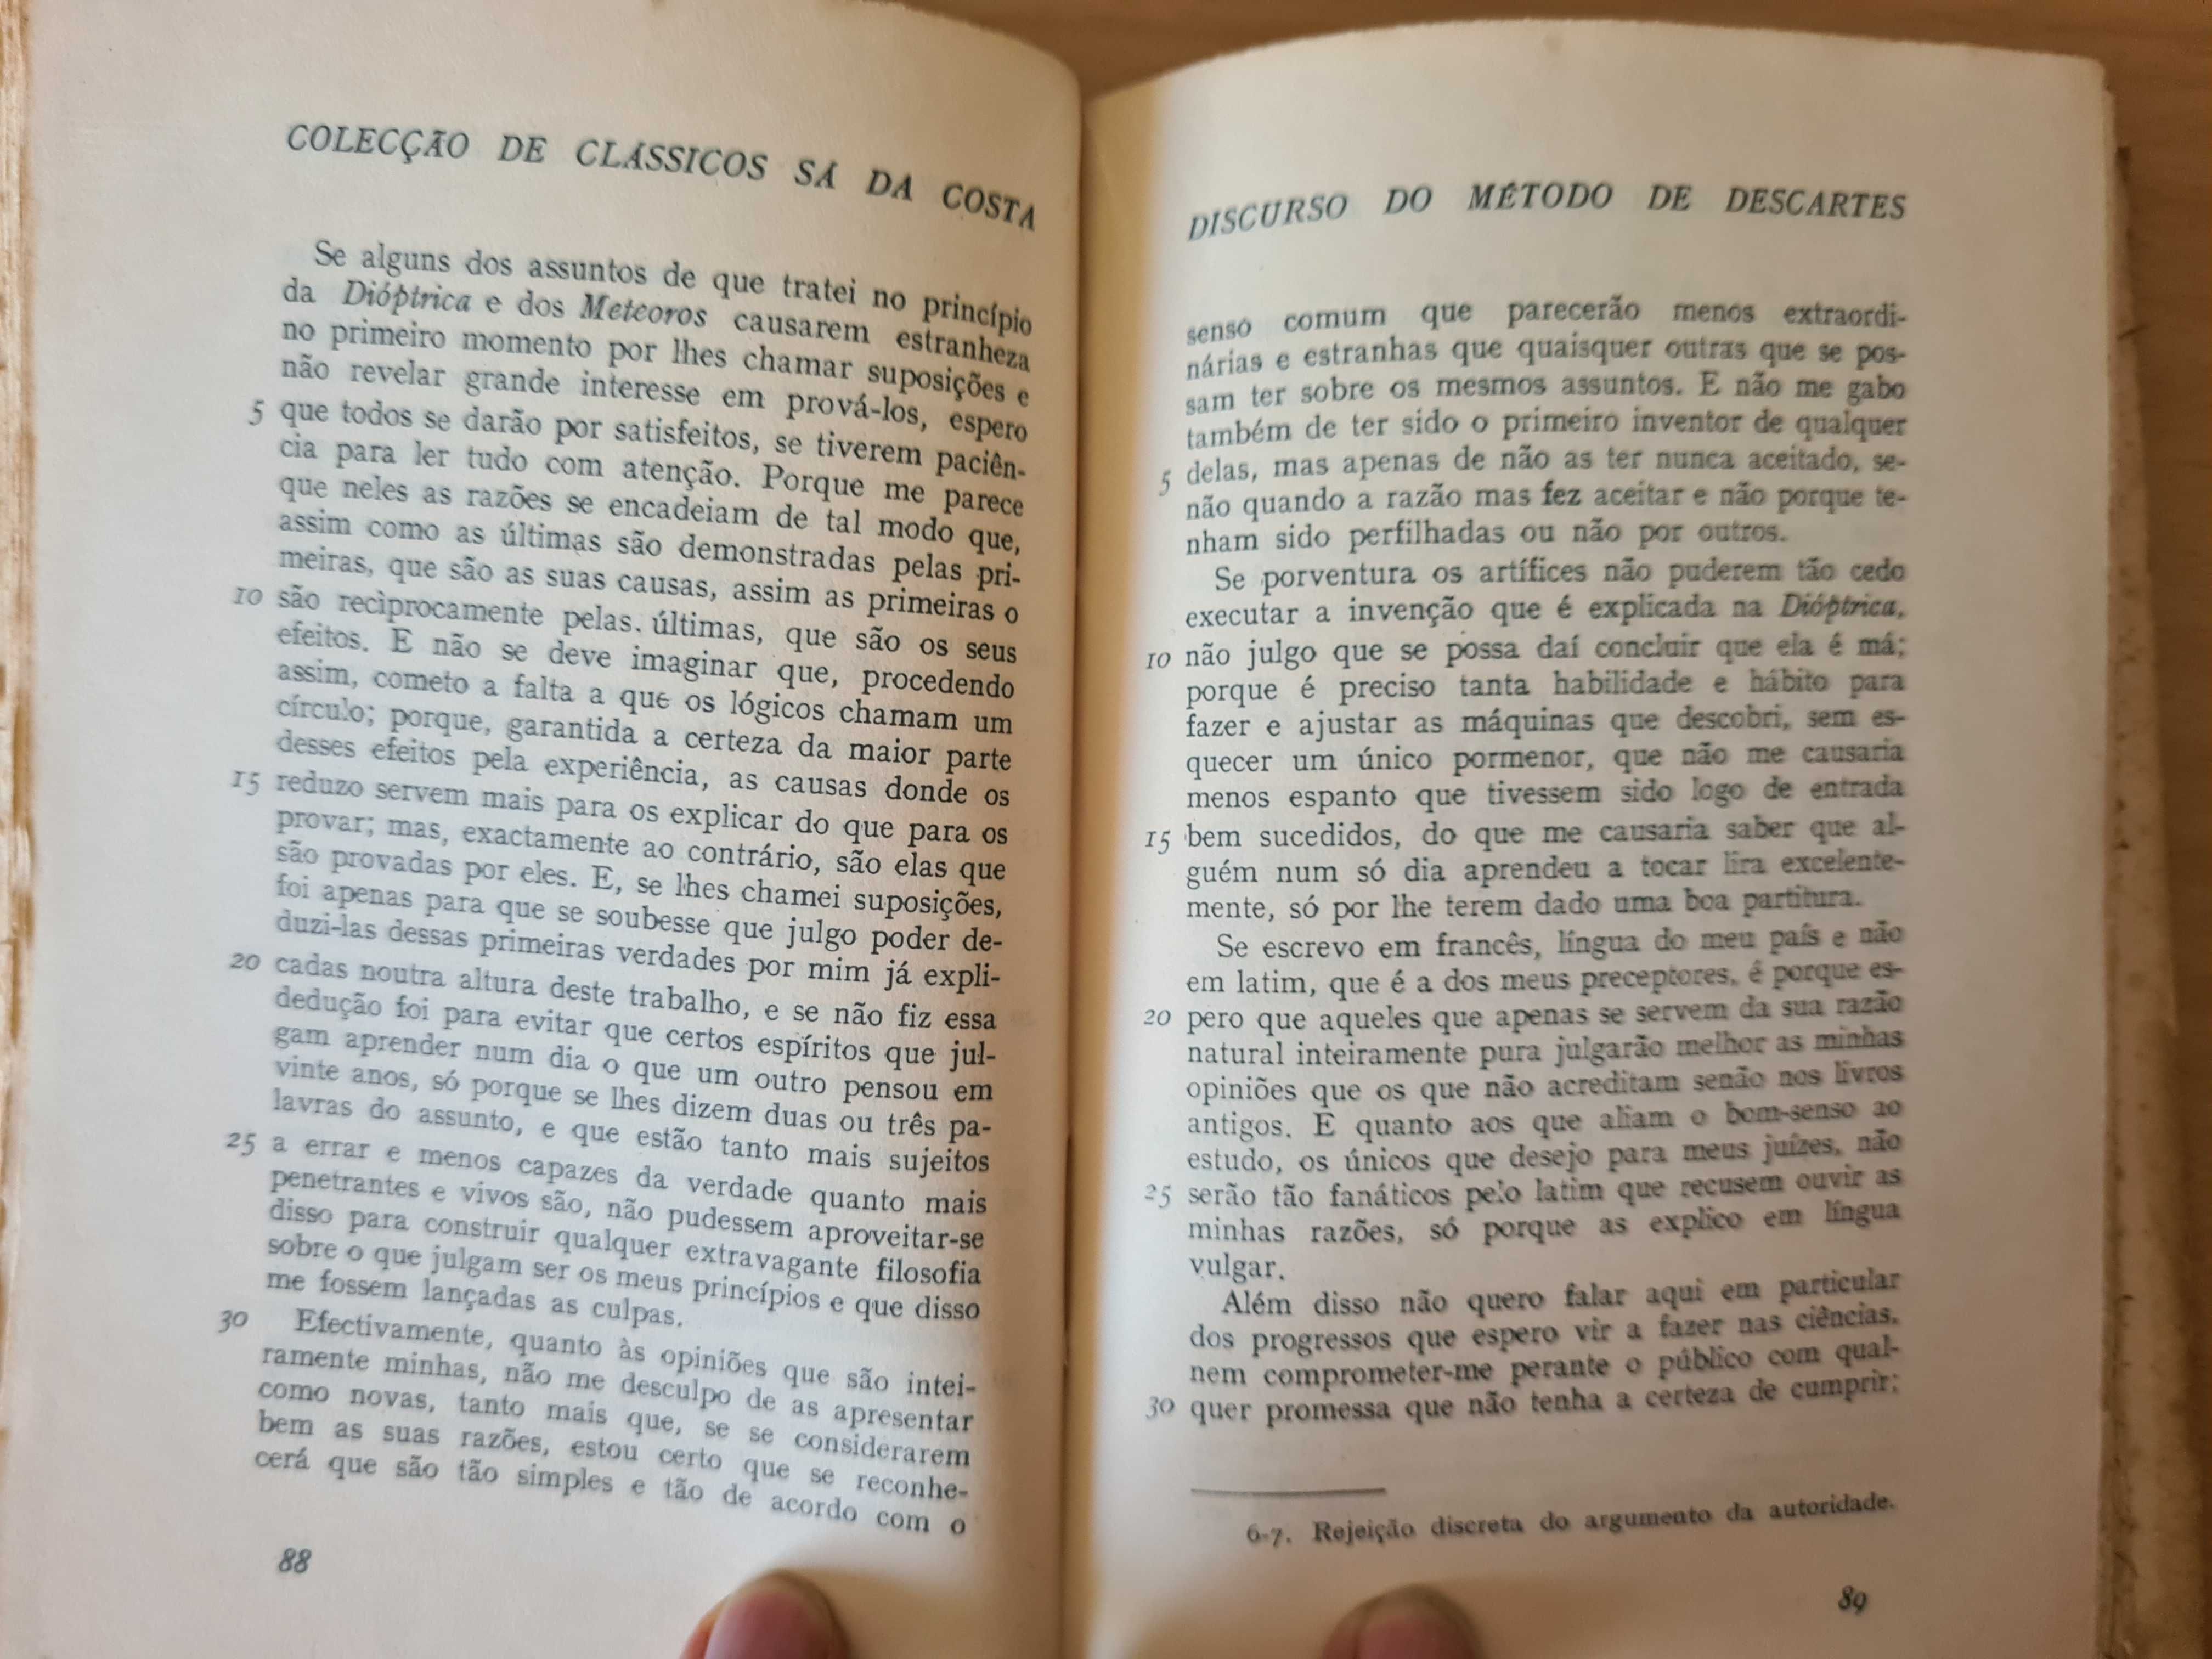 COLECÇÃO DE CLÁSSICOS SÁ DA COSTA
Se alguns dos assuntos de que tratei no princípio
da Dióptrica e dos Meteoros causarem estranheza
no primeiro momento por lhes chamar suposições e
não revelar grande interesse em prová-los, espero
5 que todos se darão por satisfeitos, se tiverem paciên-
cia para ler tudo com atenção. Porque me parece
que neles as razões se encadeiam de tal modo que,
assim como as últimas são demonstradas pelas pri-
meiras, que são as suas causas, assim as primeiras o
10 são recìprocamente pelas. últimas, que são os seus
efeitos. E não se deve imaginar que, procedendo
assim, cometo a falta a que os lógicos chamam um
círculo; porque, garantida a certeza da maior parte
desses efeitos pela experiência, as causas donde os
15 reduzo servem mais para os explicar do que para os
provar; mas, exactamente ao contrário, são elas que
são provadas por eles. E, se lhes chamei suposições,
foi apenas para que se soubesse que julgo poder de-
duzi-las dessas primeiras verdades por mim já expli-
20 cadas noutra altura deste trabalho, e se não fiz essa
dedução foi para evitar que certos espíritos que jul-
gam aprender num dia o que um outro pensou em
vinte anos, só porque se lhes dizem duas ou três pa-
lavras do assunto, e que estão tanto mais sujeitos
25 a errar e menos capazes da verdade quanto mais
penetrantes e vivos são, não pudessem aproveitar-se
disso para construir qualquer extravagante filosofia
sobre o que julgam ser os meus princípios e que disso
me fossem lançadas as culpas.
30 Efectivamente, quanto às opiniões que são intei-
ramente minhas, não me desculpo de as apresentar
como novas, tanto mais que, se se considerarem
bem as suas razões, estou certo que se reconhe-
cerá que são tão simples e tão de acordo com o
88
DISCURSO DO MÉTODO DE DESCARTES
senso comum que parecerão menos extraordi-
nárias e estranhas que quaisquer outras que se pos-
sam ter sobre os mesmos assuntos. E não me gabo
também de ter sido o primeiro inventor de qualquer
5 delas, mas apenas de não as ter nunca aceitado, se-
não quando a razão mas fez aceitar e não porque te-
nham sido perfilhadas ou não por outros.
Se porventura os artífices não puderem tão cedo
executar a invenção que é explicada na Dióptrica,
10 não julgo que se possa daí concluir que ela é má;
porque é preciso tanta habilidade e hábito para
fazer e ajustar as máquinas que descobri, sem es-
quecer um único pormenor, que não me causaria
menos espanto que tivessem sido logo de entrada
15 bem sucedidos, do que me causaria saber que al-
guém num só dia aprendeu a tocar lira excelente-
mente, só por lhe terem dado uma boa partitura.
Se escrevo em francês, língua do meu país e não
em latim, que é a dos meus preceptores, é porque es-
20 pero que aqueles que apenas se servem da sua razão
natural inteiramente pura julgarão melhor as minhas
opiniões que os que não acreditam senão nos livros
antigos. E quanto aos que aliam o bom-senso ao
estudo, os únicos que desejo para meus juízes, não
25 serão tão fanáticos pelo latim que recusem ouvir as
minhas razões, só porque as explico em língua
vulgar.
Além disso não quero falar aqui em particular
dos progressos que espero vir a fazer nas ciências,
nem comprometer-me perante o público com qual-
30 quer promessa que não tenha a certeza de cumprir;
6-7. Rejeição discreta do argumento da autoridade.
89